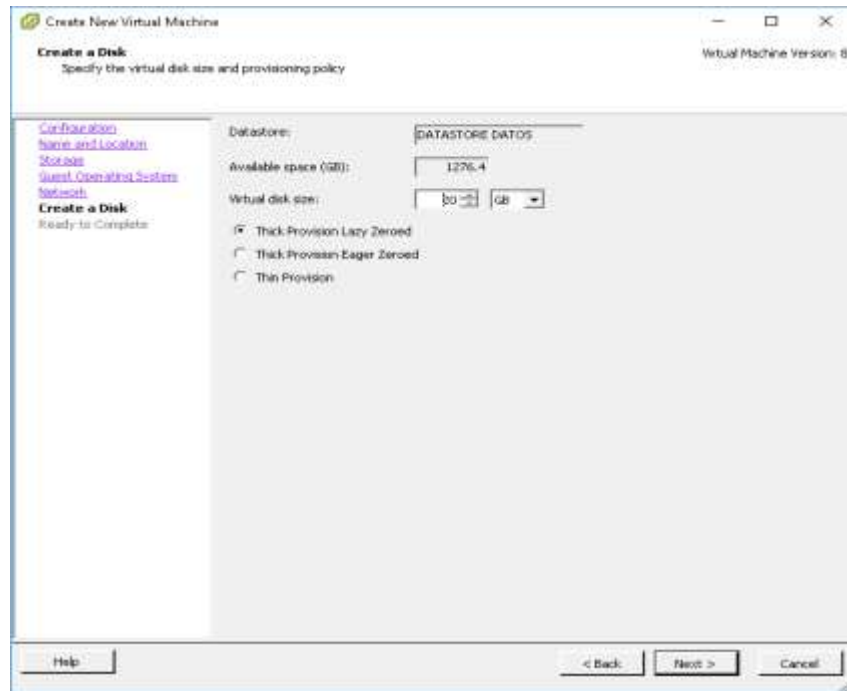 Create New Virtual Machine
Create a Disk
Specify the virtual disk size and provisioning policy
Virtual Machine Version: 8
Configuration
Name and Location
Storage
Guest Operating System
Network
Create a Disk
Ready to Complete
Datastore:
DATASTORE DATOS
Available space (GB):
1276.4
Virtual disk size:
GB
Thick Provision Lazy Zeroed
Thick Provision Eager Zeroed
Thin Provision
Help
< Back
Next >
Cancel